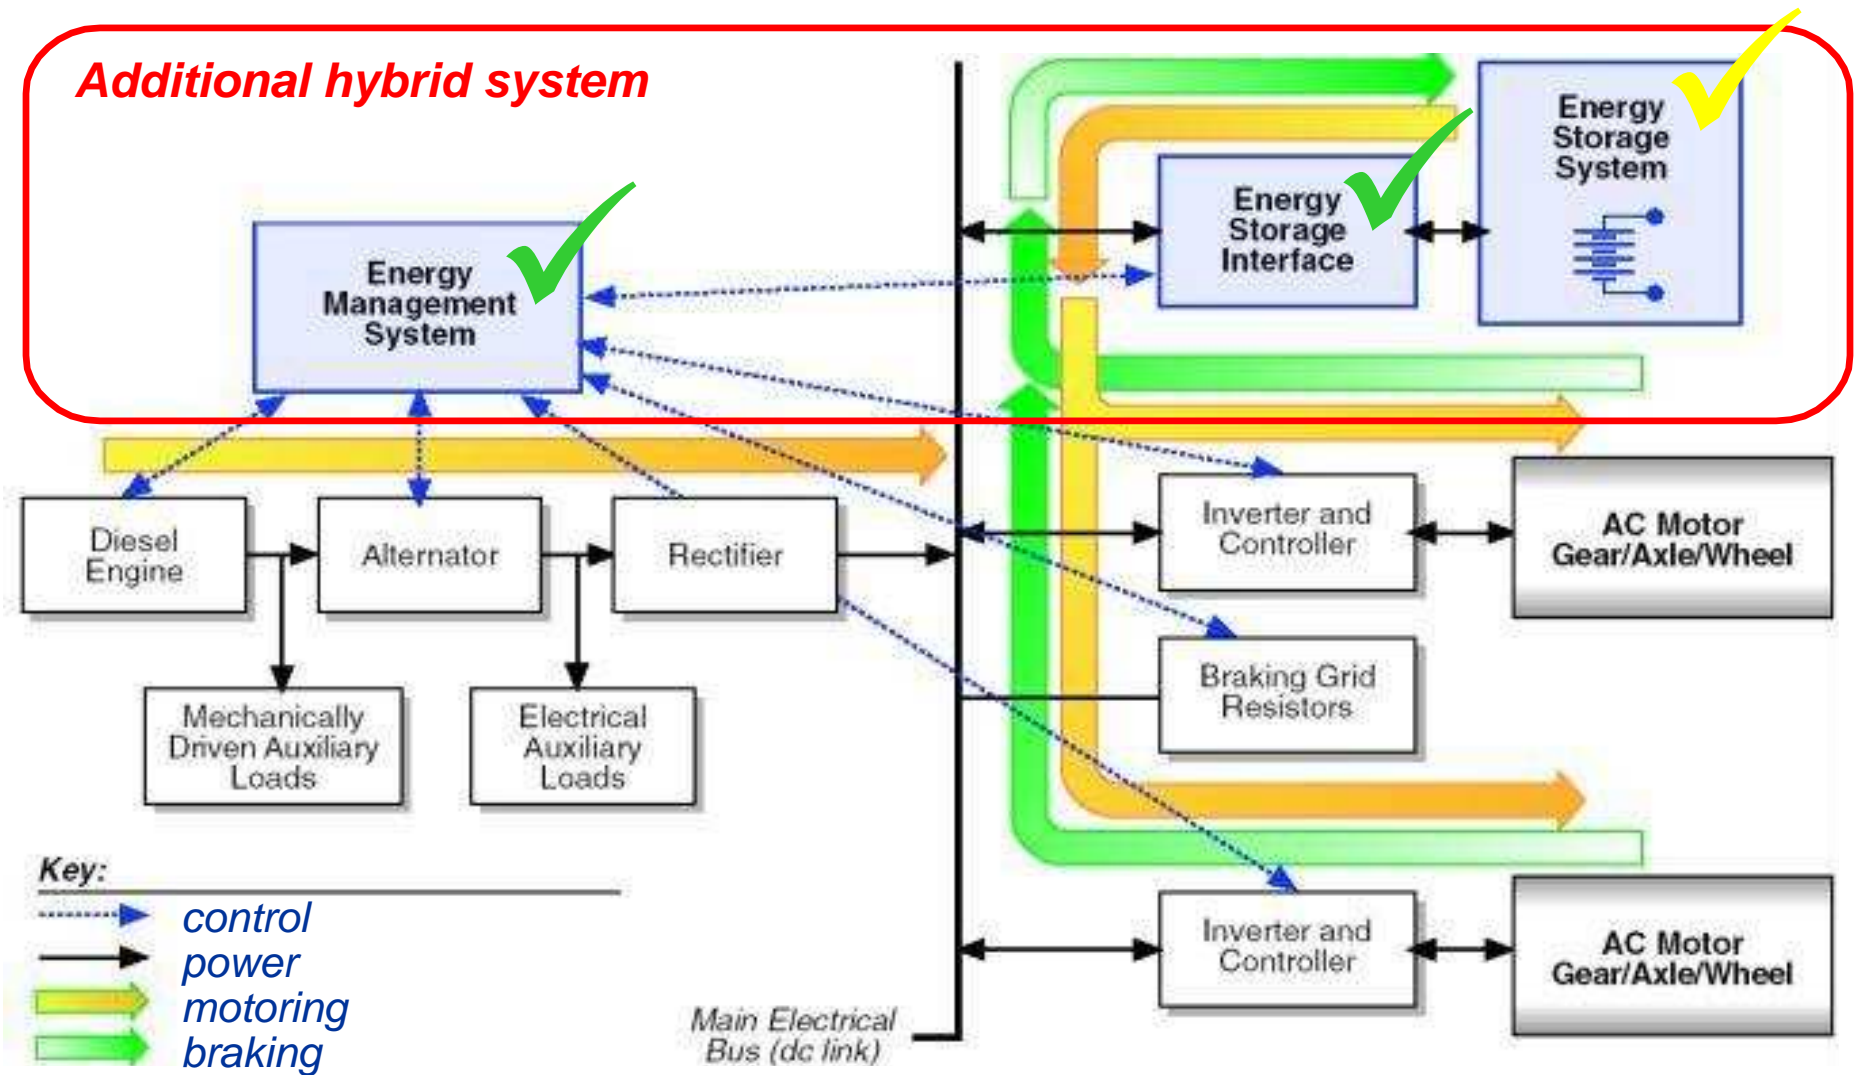 Additional hybrid system
Energy
Storage
System
Energy
Storage
Interface
Energy
Management
System
Diesel
Engine
Alternator
Rectifier
Inverter and
Controller
AC Motor
Gear/Axle/Wheel
Mechanically
Driven Auxiliary
Loads
Electrical
Auxiliary
Loads
Braking Grid
Resistors
Inverter and
Controller
AC Motor
Gear/Axle/Wheel
Key:
control
power
motoring
braking
Main Electrical
Bus (dc link)